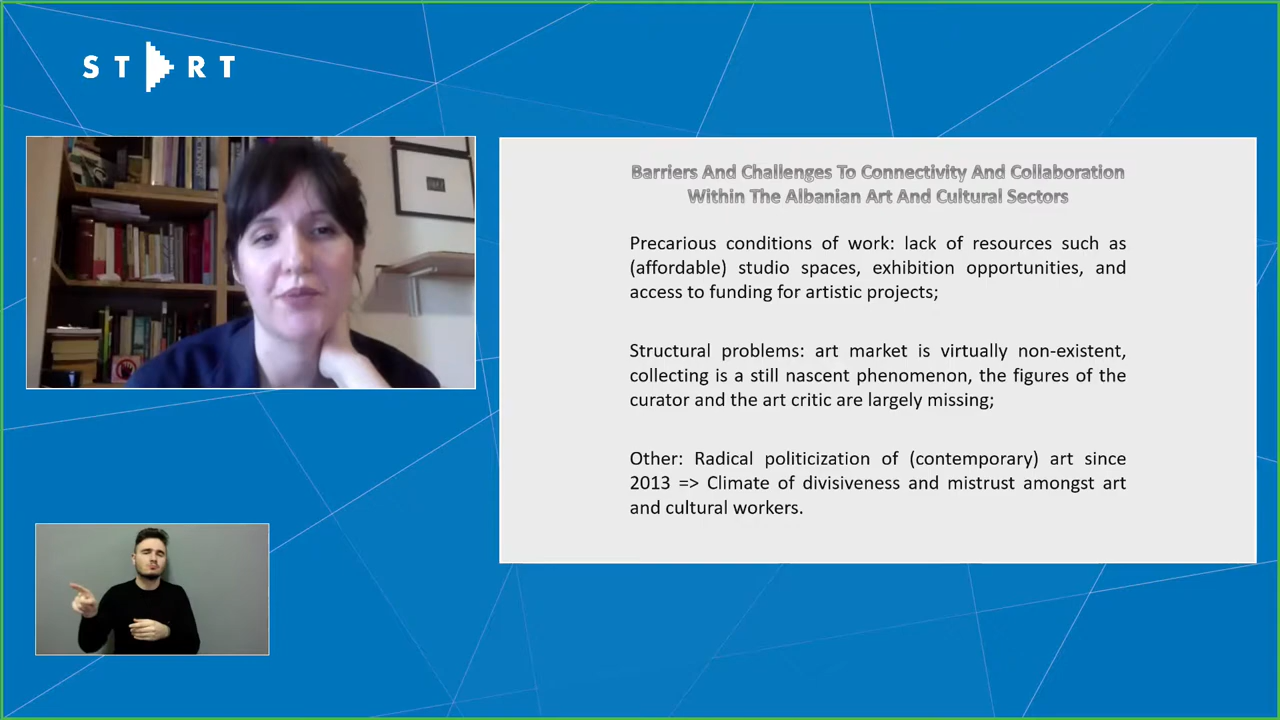 START
Barriers And Challenges To Connectivity And Collaboration
Within The Albanian Art And Cultural Sectors
Precarious conditions of work: lack of resources such as
(affordable) studio spaces, exhibition opportunities, and
access to funding for artistic projects;
Structural problems: art market is virtually non-existent,
collecting is a still nascent phenomenon, the figures of the
curator and the art critic are largely missing;
Other: Radical politicization of (contemporary) art since
2013 => Climate of divisiveness and mistrust amongst art
and cultural workers.